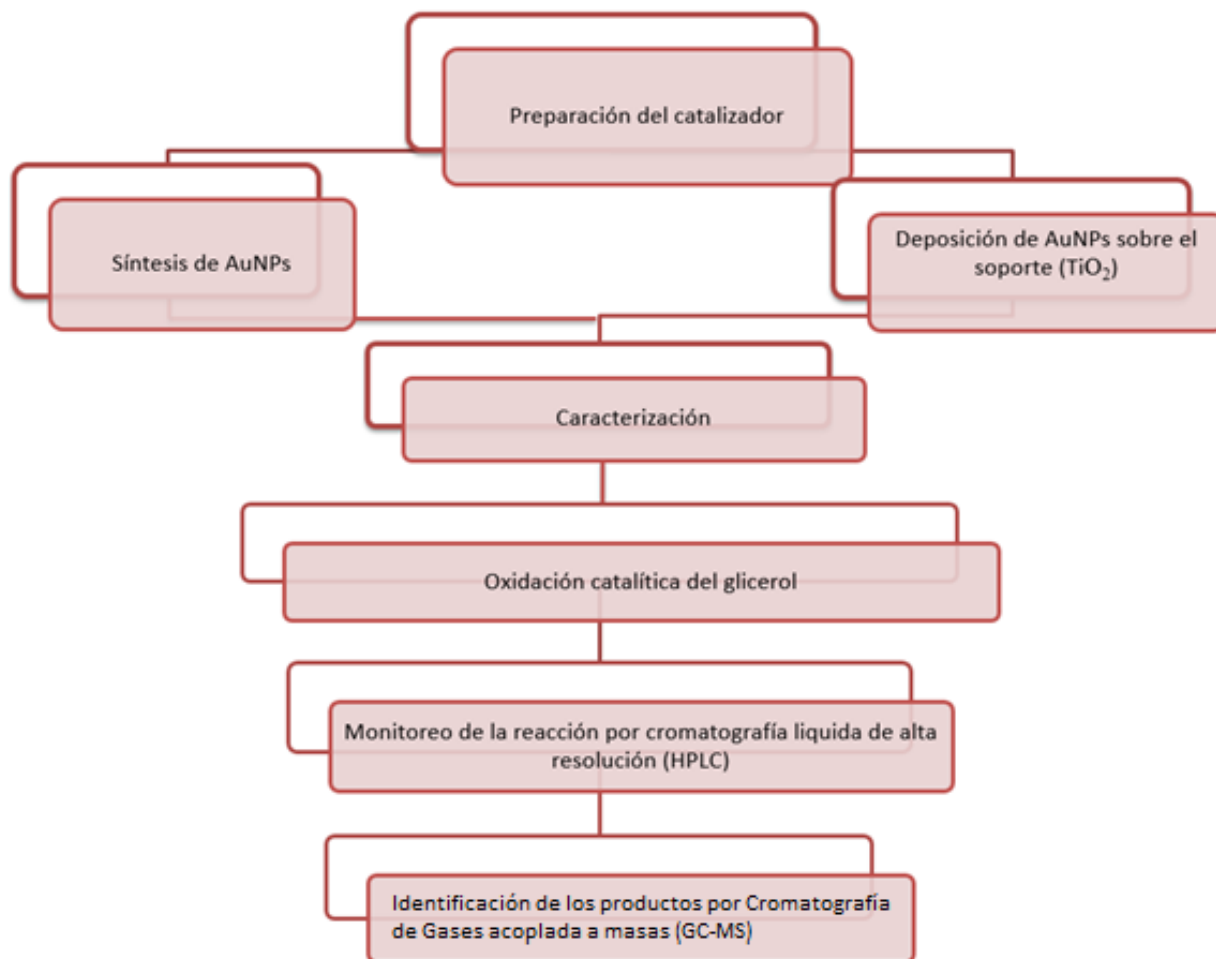 Preparación del catalizador
Síntesis de AuNPs
Deposición de AuNPs sobre el
soporte (TiO₂)
Caracterización
Oxidación catalítica del glicerol
Monitoreo de la reacción por cromatografía liquida de alta
resolución (HPLC)
Identificación de los productos por Cromatografía
de Gases acoplada a masas (GC-MS)